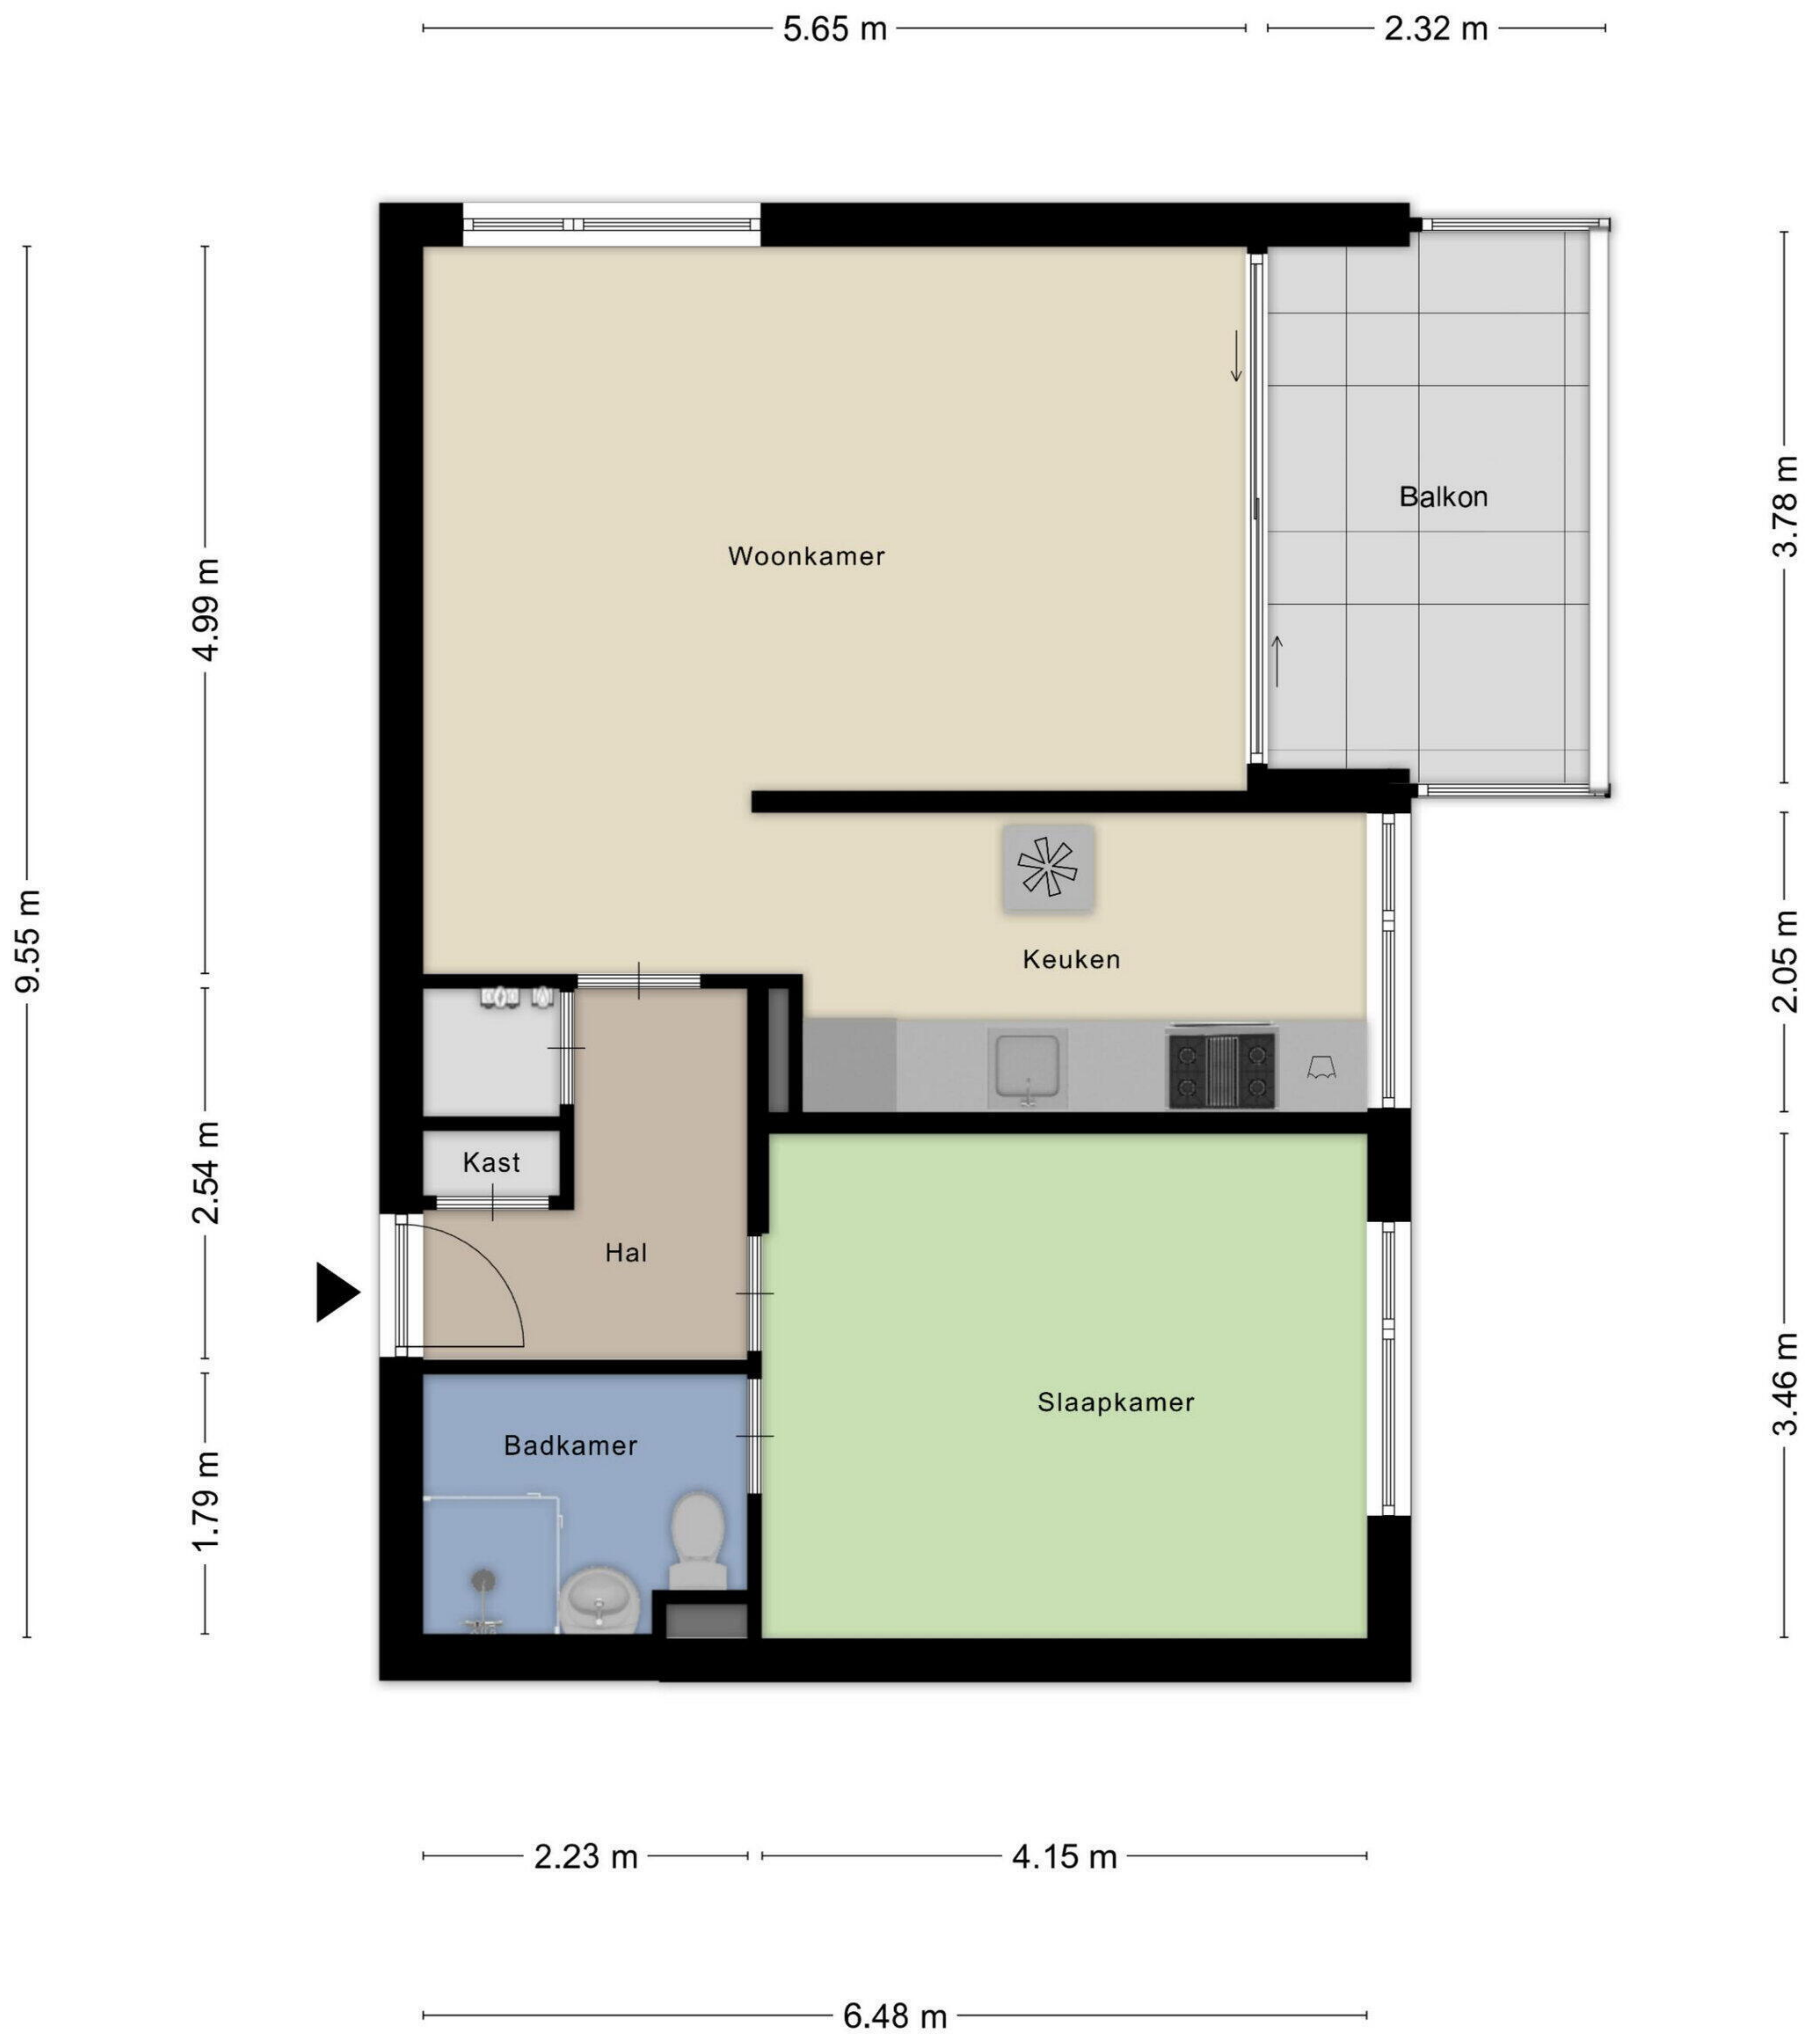 5.65 m
2.32 m
Balkon
3.78 m
Woonkamer
4.99 m
9.55 m
Keuken
2.05 m
Kast
2.54 m
Hal
3.46 m
Slaapkamer
Badkamer
1.79 m
2.23 m
4.15 m
6.48 m